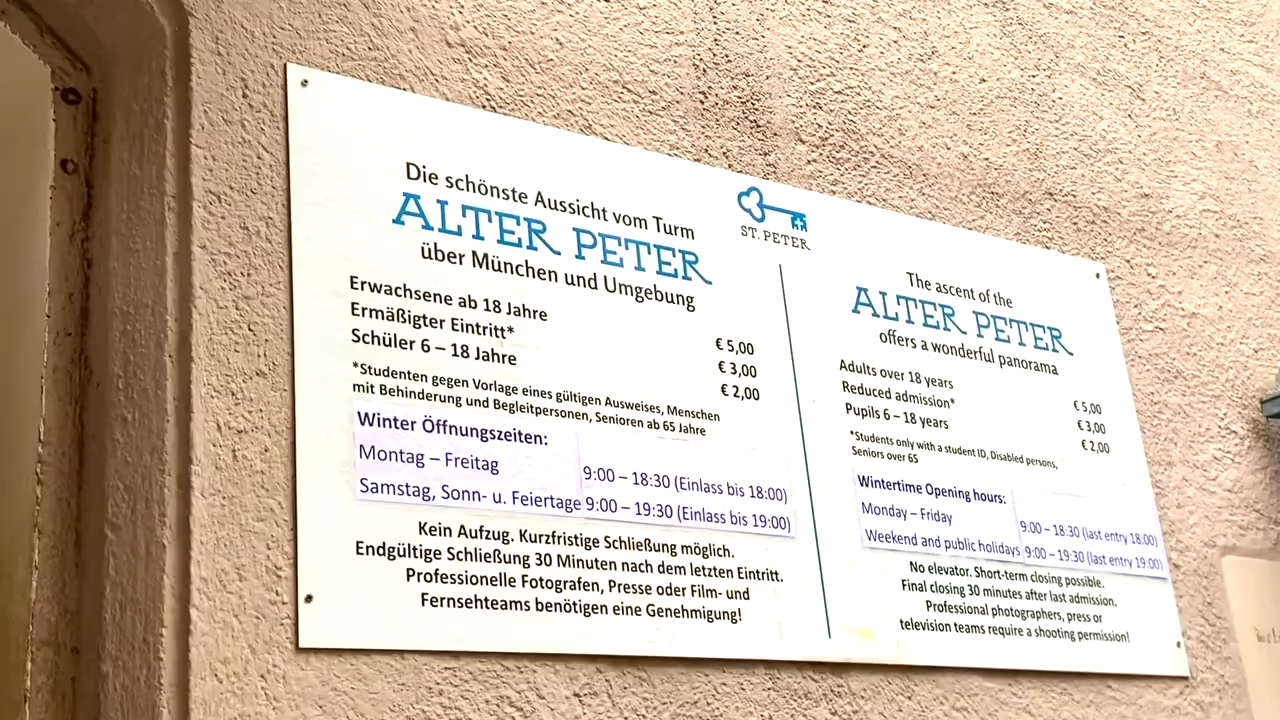 Die schönste Aussicht vom Turm
ALTER PETER
über München und Umgebung
Erwachsene ab 18 Jahre € 5,00
Ermäßigter Eintritt* € 3,00
Schüler 6 – 18 Jahre € 2,00
*Studenten gegen Vorlage eines gültigen Ausweises, Menschen
mit Behinderung und Begleitpersonen, Senioren ab 65 Jahre
Winter Öffnungszeiten:
Montag – Freitag 9:00 – 18:30 (Einlass bis 18:00)
Samstag, Sonn- u. Feiertage 9:00 – 19:30 (Einlass bis 19:00)
Kein Aufzug. Kurzfristige Schließung möglich.
Endgültige Schließung 30 Minuten nach dem letzten Eintritt.
Professionelle Fotografen, Presse oder Film- und
Fernsehteams benötigen eine Genehmigung!
ST. PETER
The ascent of the
ALTER PETER
offers a wonderful panorama
Adults over 18 years € 5,00
Reduced admission* € 3,00
Pupils 6 – 18 years € 2,00
*Students only with a student ID, Disabled persons,
Seniors over 65
Wintertime Opening hours:
Monday – Friday 9:00 – 18:30 (last entry 18:00)
Weekend and public holidays 9:00 – 19:30 (last entry 19:00)
No elevator. Short-term closing possible.
Final closing 30 minutes after last admission.
Professional photographers, press or
television teams require a shooting permission!